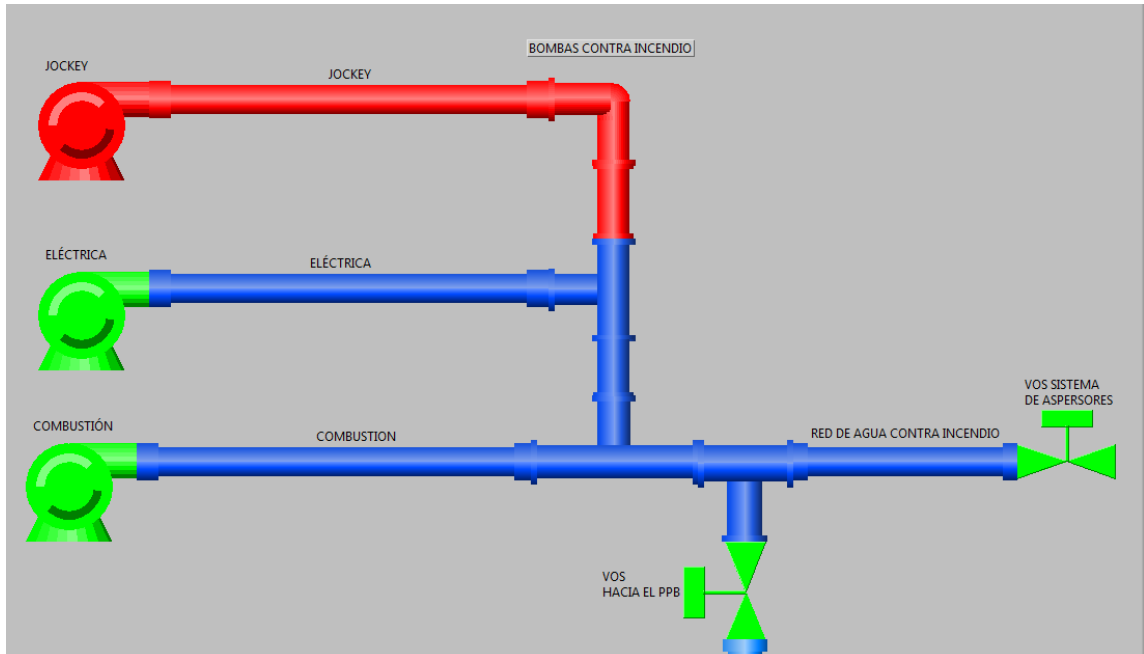 BOMBAS CONTRA INCENDIO
JOCKEY
JOCKEY
ELÉCTRICA
ELÉCTRICA
COMBUSTIÓN
COMBUSTION
RED DE AGUA CONTRA INCENDIO
VOS SISTEMA
DE ASPERSORES
VOS
HACIA EL PPB